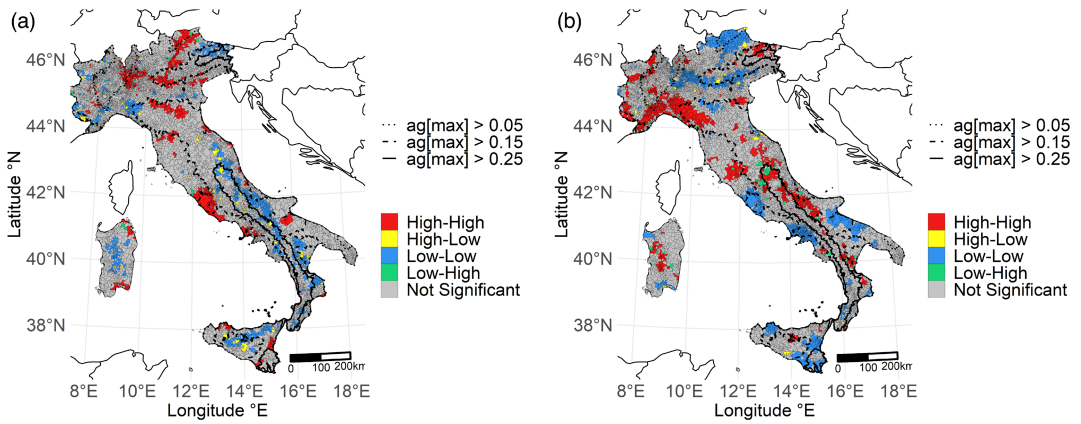 (a)
46°N
44°N
42°N
40°N
38°N
Latitude °N
8°E 10°E 12°E 14°E 16°E 18°E
Longitude °E
0 100 200km
ag[max] > 0.05
ag[max] > 0.15
ag[max] > 0.25
High-High
High-Low
Low-Low
Low-High
Not Significant
(b)
46°N
44°N
42°N
40°N
38°N
Latitude °N
8°E 10°E 12°E 14°E 16°E 18°E
Longitude °E
0 100 200km
ag[max] > 0.05
ag[max] > 0.15
ag[max] > 0.25
High-High
High-Low
Low-Low
Low-High
Not Significant